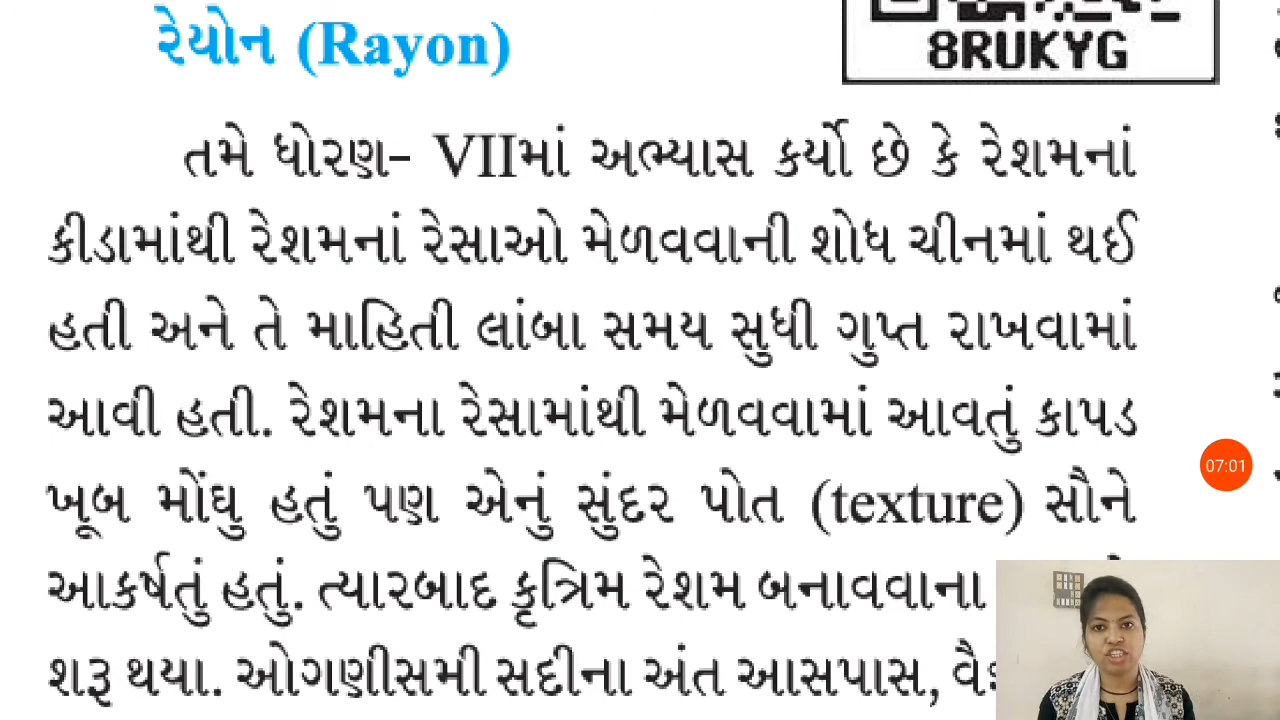 રેયોન (Rayon)
8RUKYG
તમે ધોરણ– VIIમાં અભ્યાસ કર્યો છે કે રેશમનાં
કીડામાંથી રેશમનાં રેસાઓ મેળવવાની શોધ ચીનમાં થઈ
હતી અને તે માહિતી લાંબા સમય સુધી ગુપ્ત રાખવામાં
આવી હતી. રેશમના રેસામાંથી મેળવવામાં આવતું કાપડ
ખૂબ મોંઘુ હતું પણ એનું સુંદર પોત (texture) સૌને
આકર્ષતું હતું. ત્યારબાદ કૃત્રિમ રેશમ બનાવવાના
શરૂ થયા. ઓગણીસમી સદીના અંત આસપાસ,
07:01